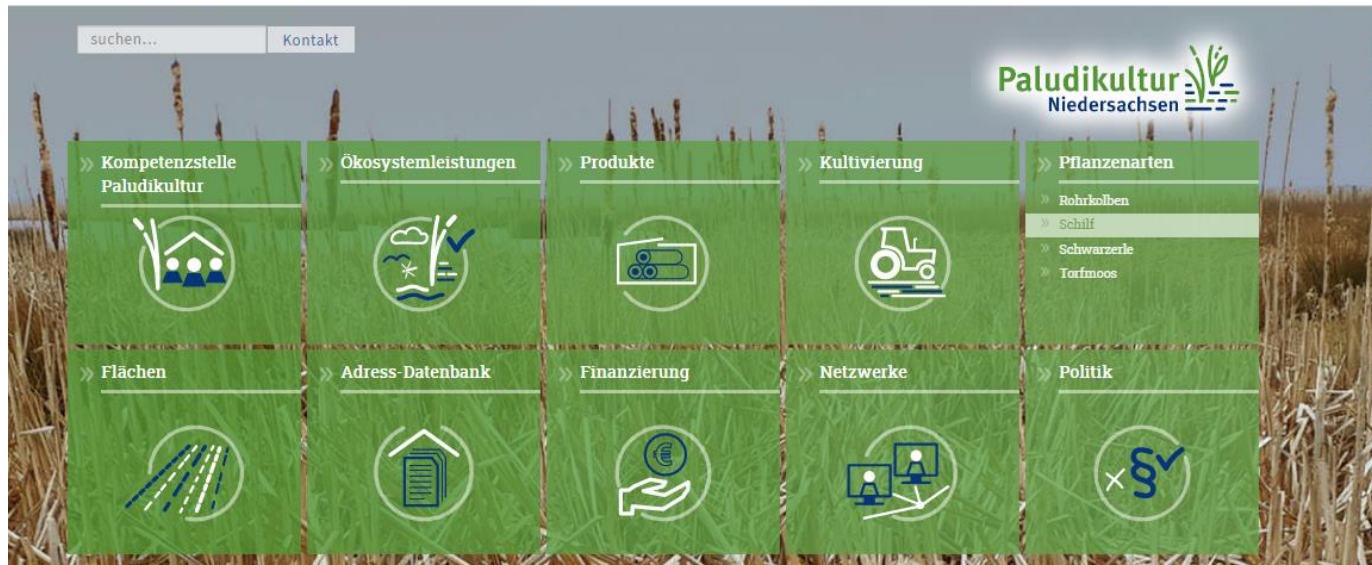 suchen...
Kontakt
Paludikultur
Niedersachsen
Kompetenzstelle
Paludikultur
Ökosystemleistungen
Produkte
Kultivierung
Pflanzenarten
Rohrkolben
Schilf
Schwarzerle
Torfmoos
Flächen
Adress-Datenbank
Finanzierung
Netzwerke
Politik